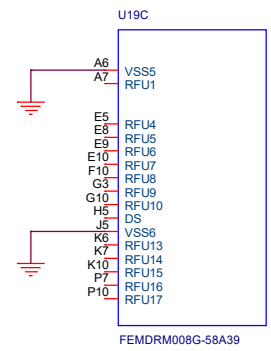 U19C
A6 VSS5
A7 RFU1
E5 RFU4
E8 RFU5
E9 RFU6
E10 RFU7
F10 RFU8
G3 RFU9
G10 RFU10
H5 DS
J5 VSS6
K6 RFU13
K7 RFU14
K10 RFU15
P7 RFU16
P10 RFU17
FEMDRM008G-58A39